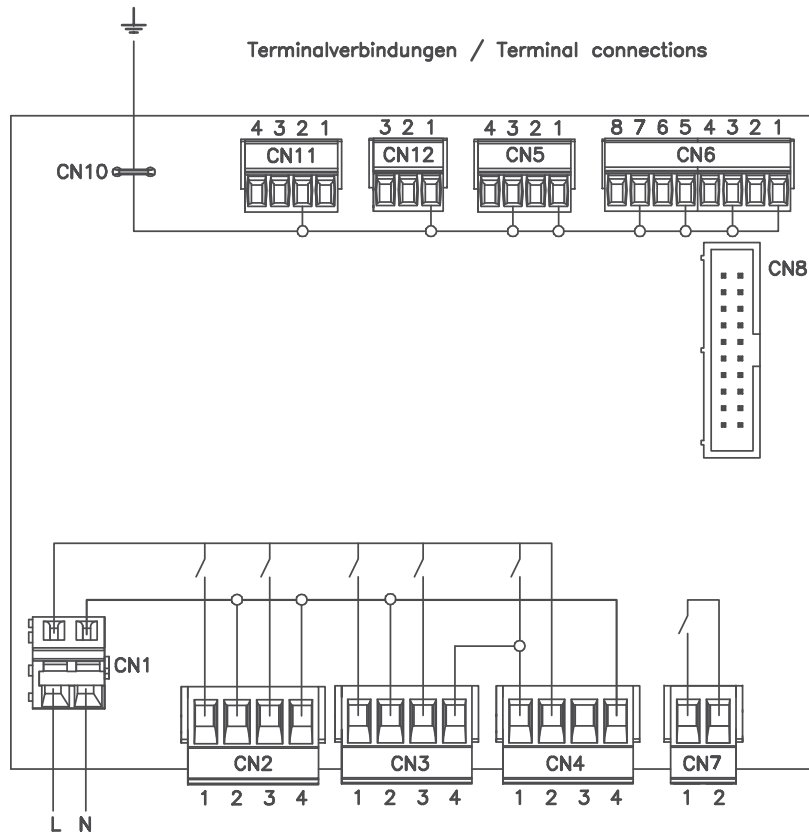 Terminalverbindungen / Terminal connections
4 3 2 1 3 2 1 4 3 2 1 8 7 6 5 4 3 2 1
CN11 CN12 CN5 CN6
CN10
CN8
CN1
CN2 CN3 CN4 CN7
1 2 3 4 1 2 3 4 1 2 3 4 1 2
L N